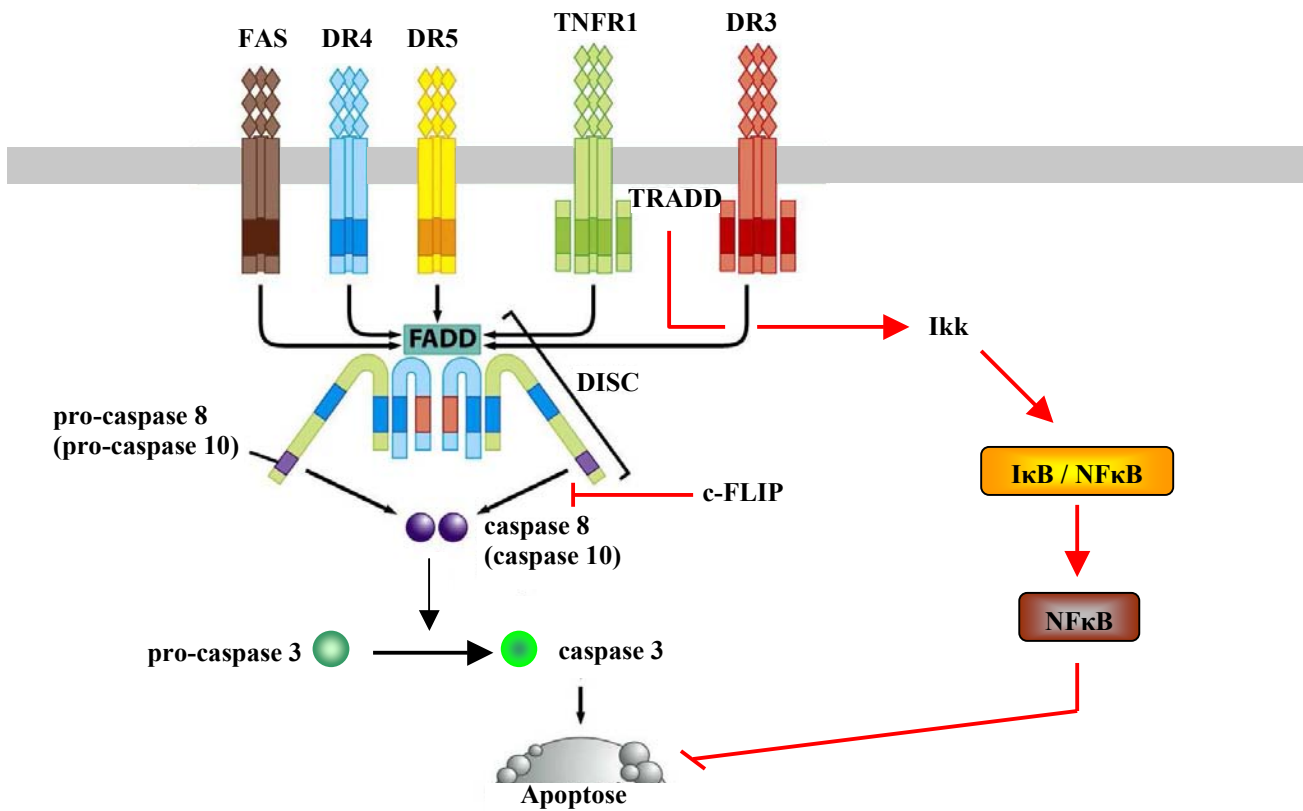 FAS
DR4
DR5
TNFR1
DR3
TRADD
FADD
DISC
Ikk
pro-caspase 8
(pro-caspase 10)
c-FLIP
IκB / NFκB
caspase 8
(caspase 10)
NFκB
pro-caspase 3
caspase 3
Apoptose